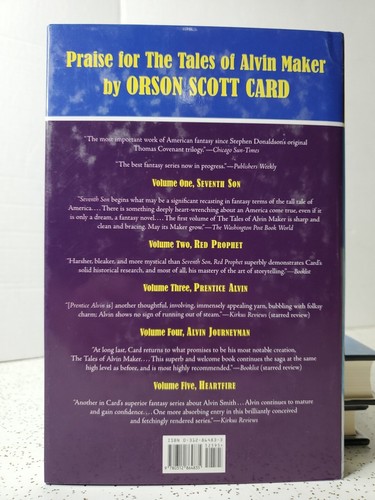 Praise for The Tales of Alvin Maker
by ORSON SCOTT CARD
"The most important work of American fantasy since Stephen Donaldson's original
Thomas Covenant trilogy."—Chicago Sun-Times
"The best fantasy series now in progress."—Publishers Weekly
Volume One, Seventh Son
"Seventh Son begins what may be a significant recasting in fantasy terms of the tall tale of
America.... There is something deeply heart-wrenching about an America come true, even if it
is only a dream, a fantasy novel.... The first volume of The Tales of Alvin Maker is sharp and
clean and bracing. May its Maker grow."—The Washington Post Book World
Volume Two, Red Prophet
"Harsher, bleaker, and more mystical than Seventh Son, Red Prophet superbly demonstrates Card's
solid historical research, and most of all, his mastery of the art of storytelling."—Booklist
Volume Three, Prentice Alvin
"[Prentice Alvin is] another thoughtful, involving, immensely appealing yarn, bubbling with folksy
charm; Alvin shows no sign of running out of steam."—Kirkus Reviews (starred review)
Volume Four, Alvin Journeyman
"At long last, Card returns to what promises to be his most notable creation,
The Tales of Alvin Maker.... This superb and welcome book continues the saga at the same
high level as before, and is most highly recommended."—Booklist (starred review)
Volume Five, Heartfire
"Another in Card's superior fantasy series about Alvin Smith... Alvin continues to mature
and gain confidence.... One more absorbing entry in this brilliantly conceived
and fetchingly rendered series."—Kirkus Reviews
ISBN 0-312-86483-2